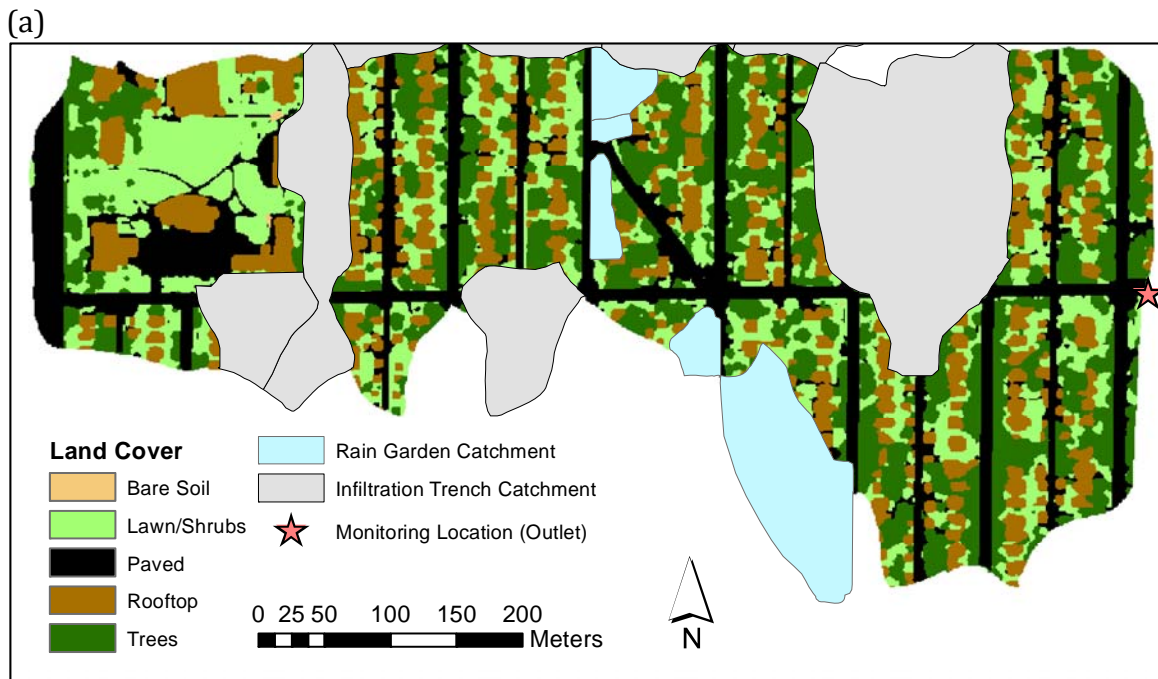 (a)
Land Cover
Bare Soil
Lawn/Shrubs
Paved
Rooftop
Trees
Rain Garden Catchment
Infiltration Trench Catchment
Monitoring Location (Outlet)
0 25 50 100 150 200
Meters
N